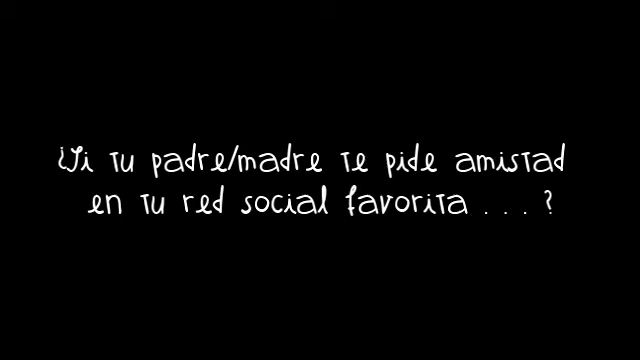 ¿Si tu padre/madre te pide amistad
en tu red social favorita . . . ?